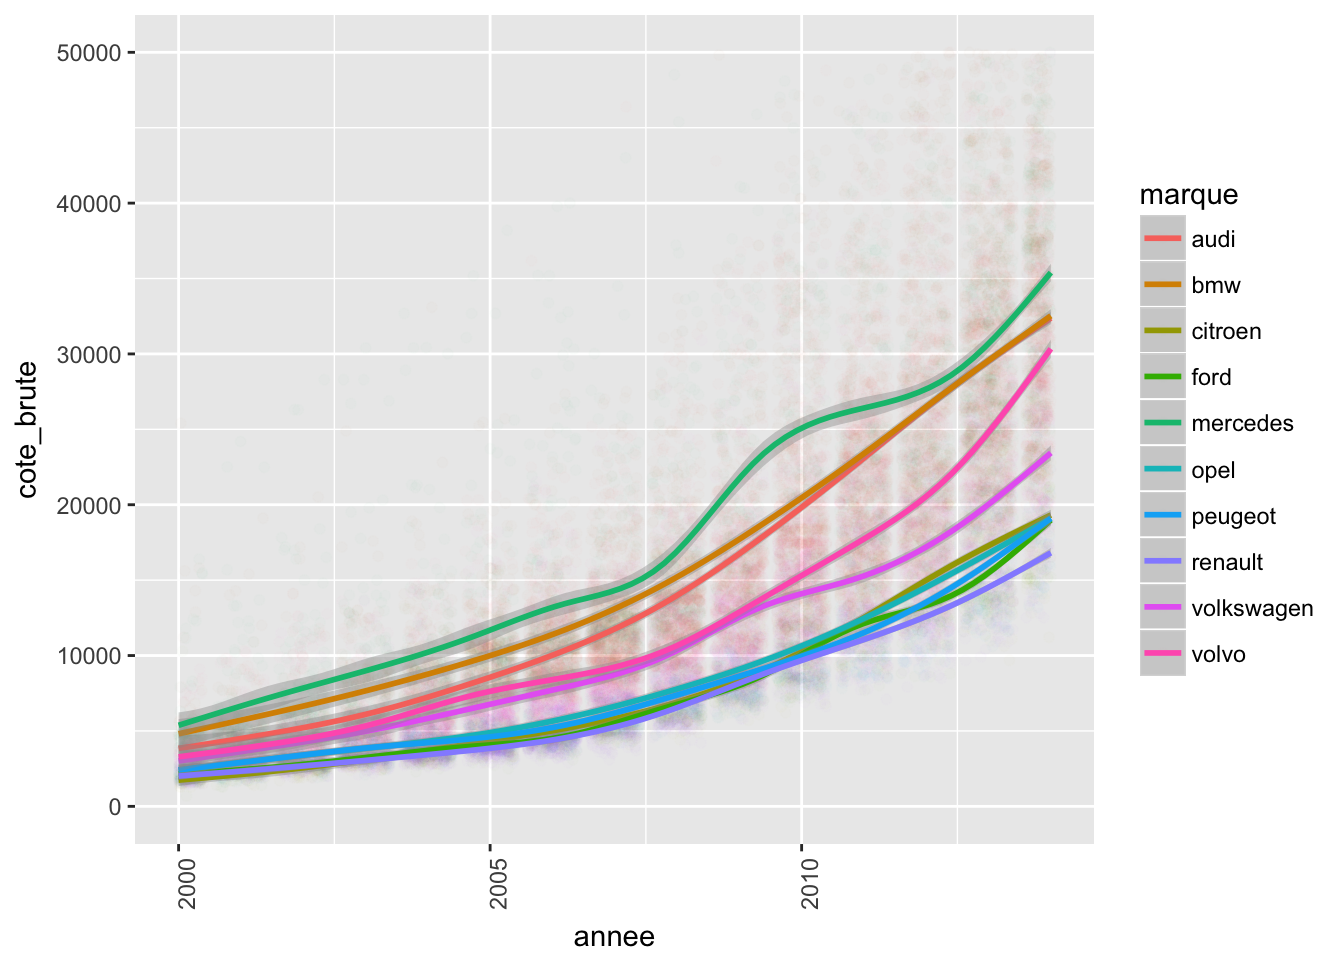 50000
40000
30000
20000
10000
0
cote_brute
2000
2005
2010
annee
marque
audi
bmw
citroen
ford
mercedes
opel
peugeot
renault
volkswagen
volvo